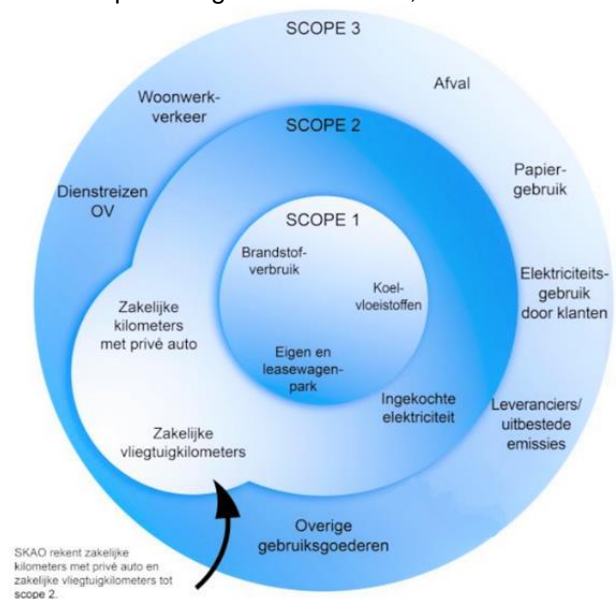 SCOPE 3
Afval
Woonwerk-
verkeer
SCOPE 2
Papier-
gebruik
Dienstreizen
OV
SCOPE 1
Brandstof-
verbruik
Koel-
vloeistoffen
Elektriciteits-
gebruik
door klanten
Zakelijke
kilometers
met privé auto
Eigen en
leasewagen-
park
Ingekochte
elektriciteit
Leveranciers/
uitbestede
emissies
Zakelijke
vliegtuigkilometers
Overige
gebruiksgoederen
SKAO rekent zakelijke
kilometers met privé auto en
zakelijke vliegtuigkilometers tot
scope 2.